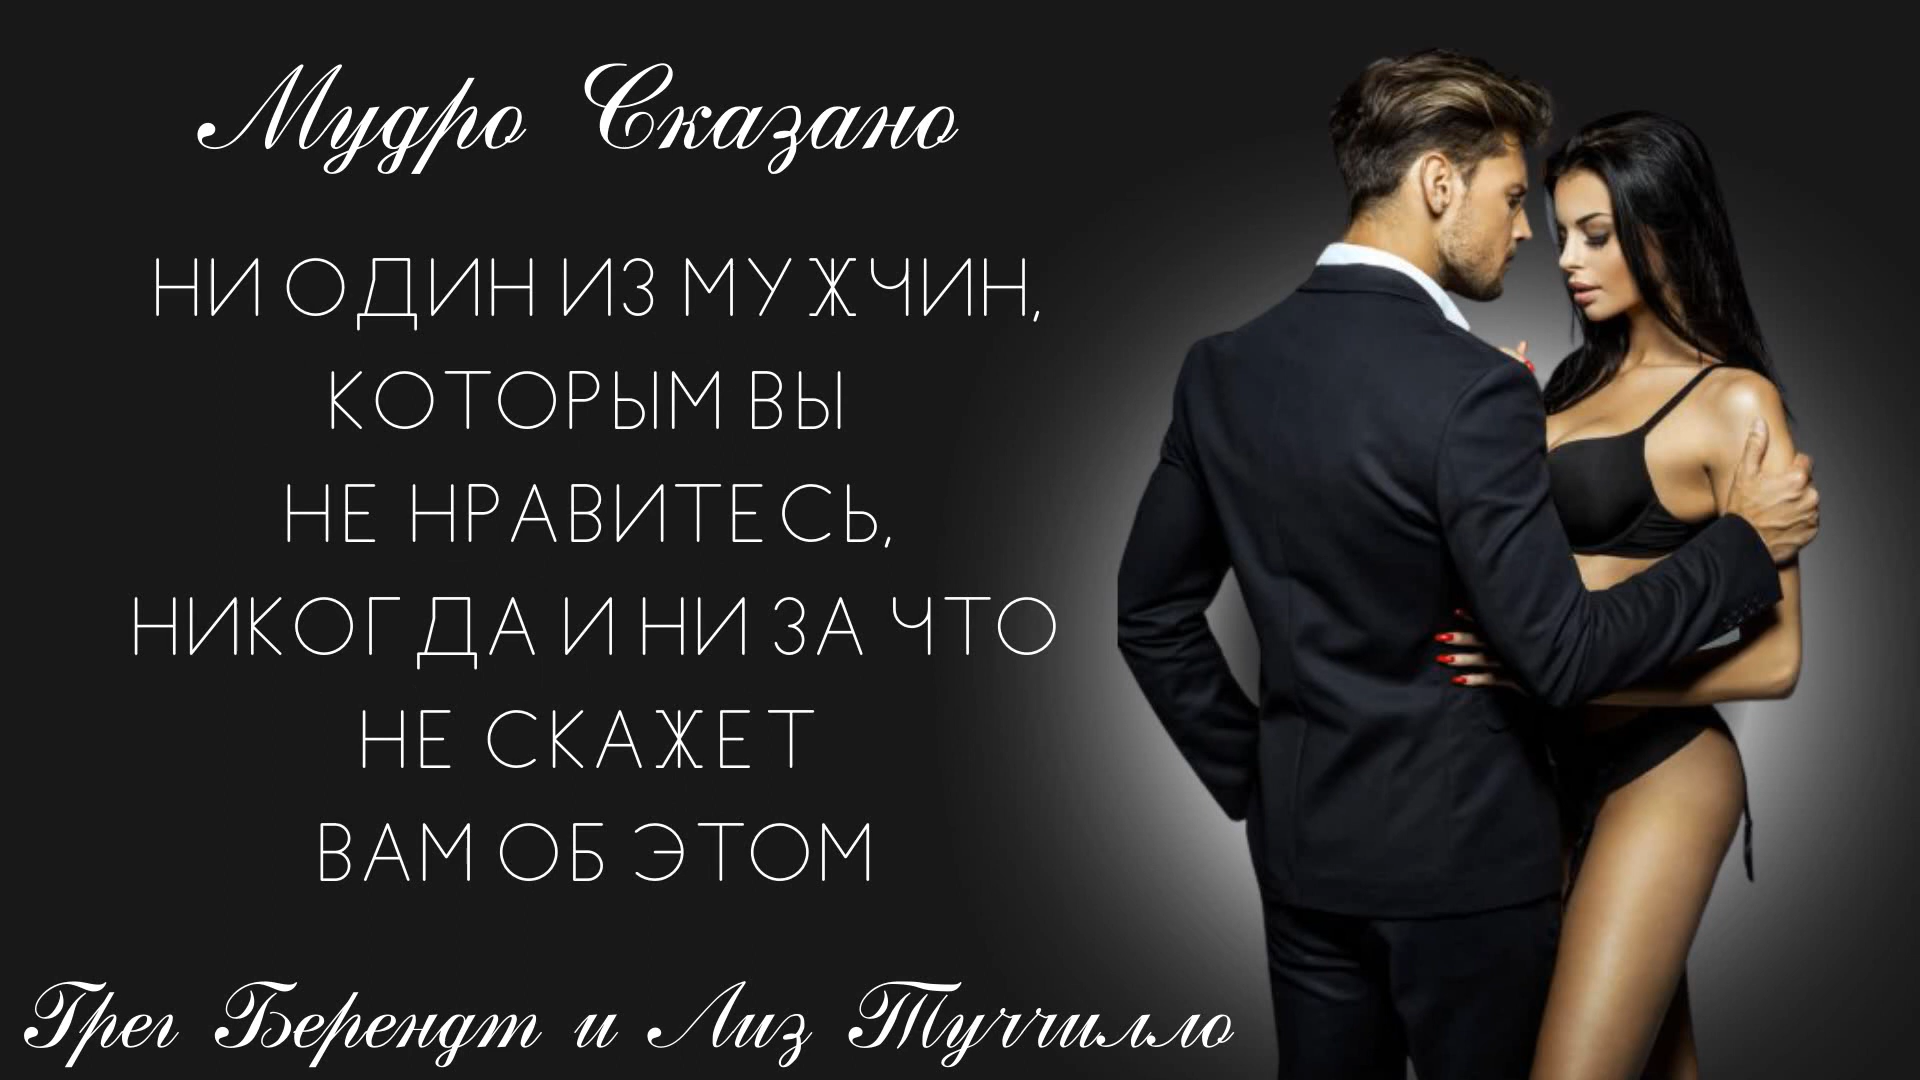 Мудро Сказано
НИ ОДИН ИЗ МУЖЧИН,
КОТОРЫМ ВЫ
НЕ НРАВИТЕСЬ,
НИКОГДА И НИ ЗА ЧТО
НЕ СКАЖЕТ
ВАМ ОБ ЭТОМ
Грег Берендт и Лиз Туччилло